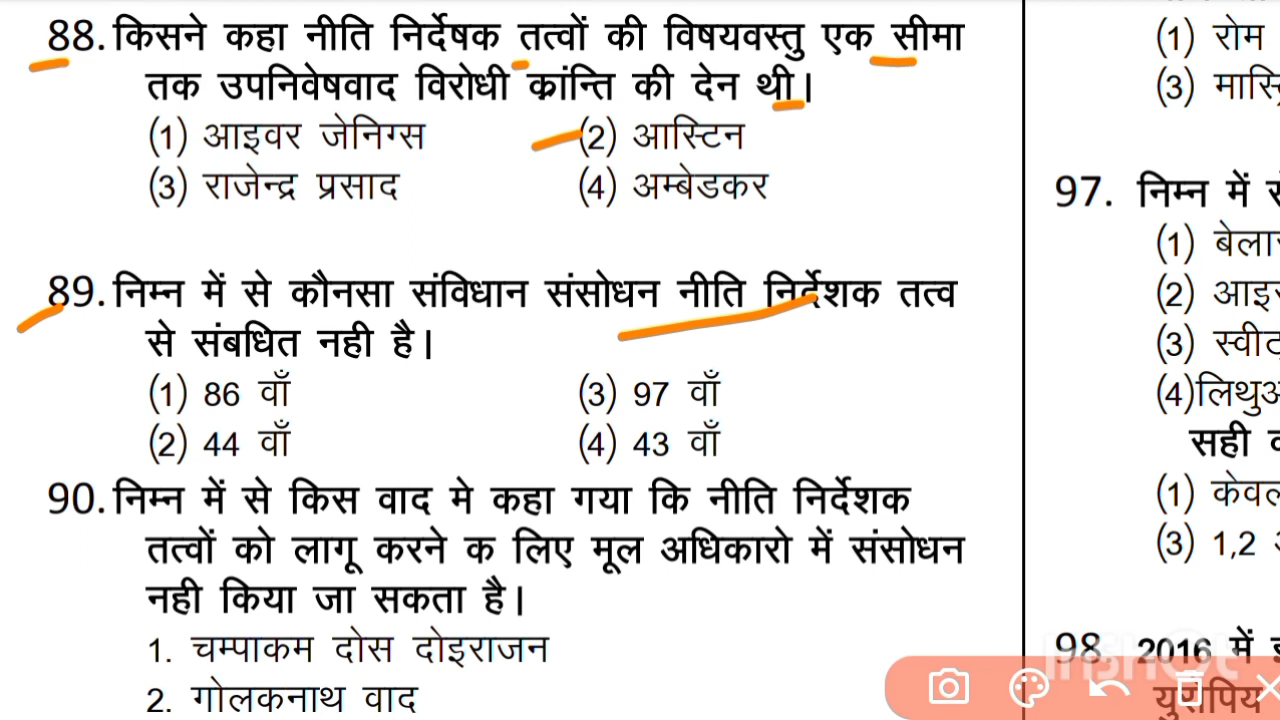 88. किसने कहा नीति निर्देषक तत्वों की विषयवस्तु एक सीमा
तक उपनिवेषवाद विरोधी क्रांन्ति की देन थी।
(1) आइवर जेनिग्स (2) आस्टिन
(3) राजेन्द्र प्रसाद (4) अम्बेडकर
89. निम्न में से कौनसा संविधान संसोधन नीति निर्देशक तत्व
से संबधित नही है।
(1) 86 वाँ (3) 97 वाँ
(2) 44 वाँ (4) 43 वाँ
90. निम्न में से किस वाद मे कहा गया कि नीति निर्देशक
तत्वों को लागू करने क लिए मूल अधिकारो में संसोधन
नही किया जा सकता है।
1. चम्पाकम दोस दोइराजन
2. गोलकनाथ वाद
(1) रोम
(3)
97. निम्न में
(1)
(2)
(3)
(4)
सही
(1)
(3) 1,2
98 2016 में
InShOt